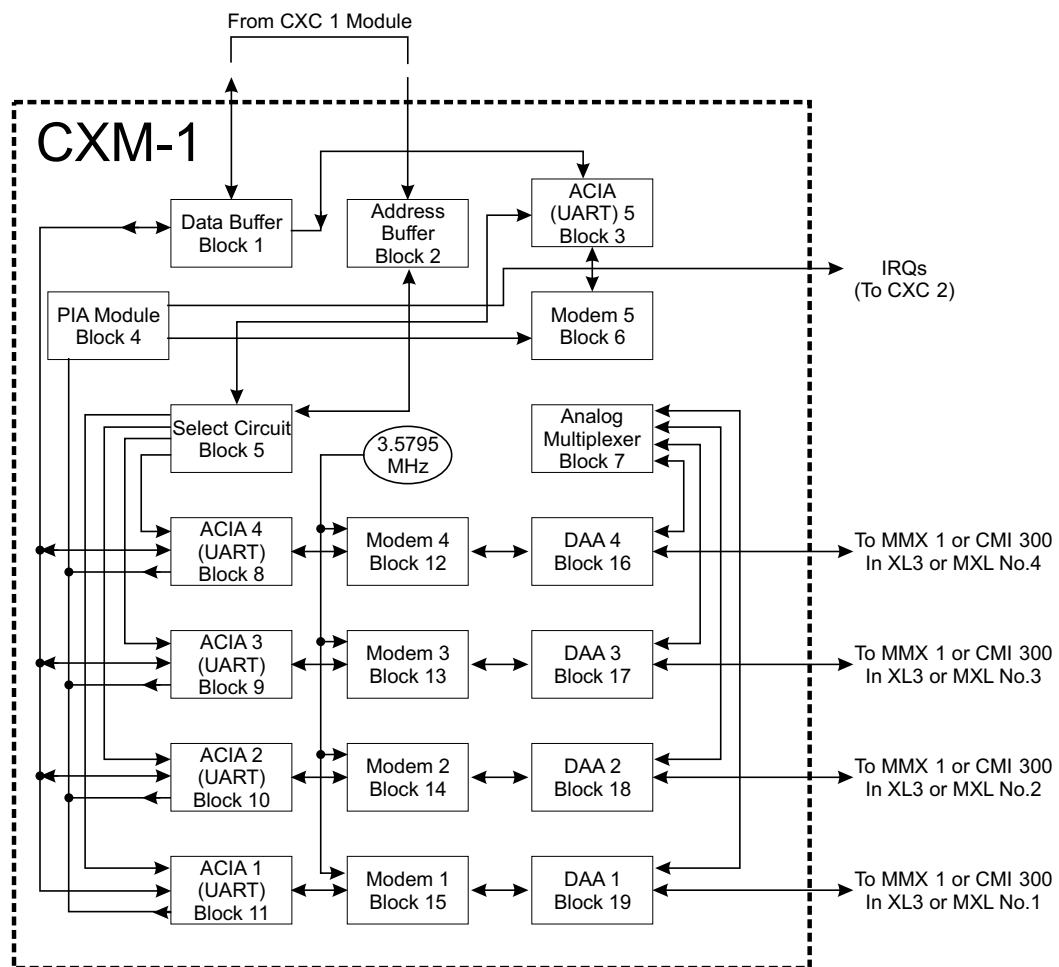 From CXC 1 Module
CXM-1
Data Buffer
Block 1
Address
Buffer
Block 2
ACIA
(UART) 5
Block 3
IRQs
(To CXC 2)
PIA Module
Block 4
Modem 5
Block 6
Select Circuit
Block 5
3.5795
MHz
Analog
Multiplexer
Block 7
ACIA 4
(UART)
Block 8
Modem 4
Block 12
DAA 4
Block 16
To MMX 1 or CMI 300
In XL3 or MXL No.4
ACIA 3
(UART)
Block 9
Modem 3
Block 13
DAA 3
Block 17
To MMX 1 or CMI 300
In XL3 or MXL No.3
ACIA 2
(UART)
Block 10
Modem 2
Block 14
DAA 2
Block 18
To MMX 1 or CMI 300
In XL3 or MXL No.2
ACIA 1
(UART)
Block 11
Modem 1
Block 15
DAA 1
Block 19
To MMX 1 or CMI 300
In XL3 or MXL No.1